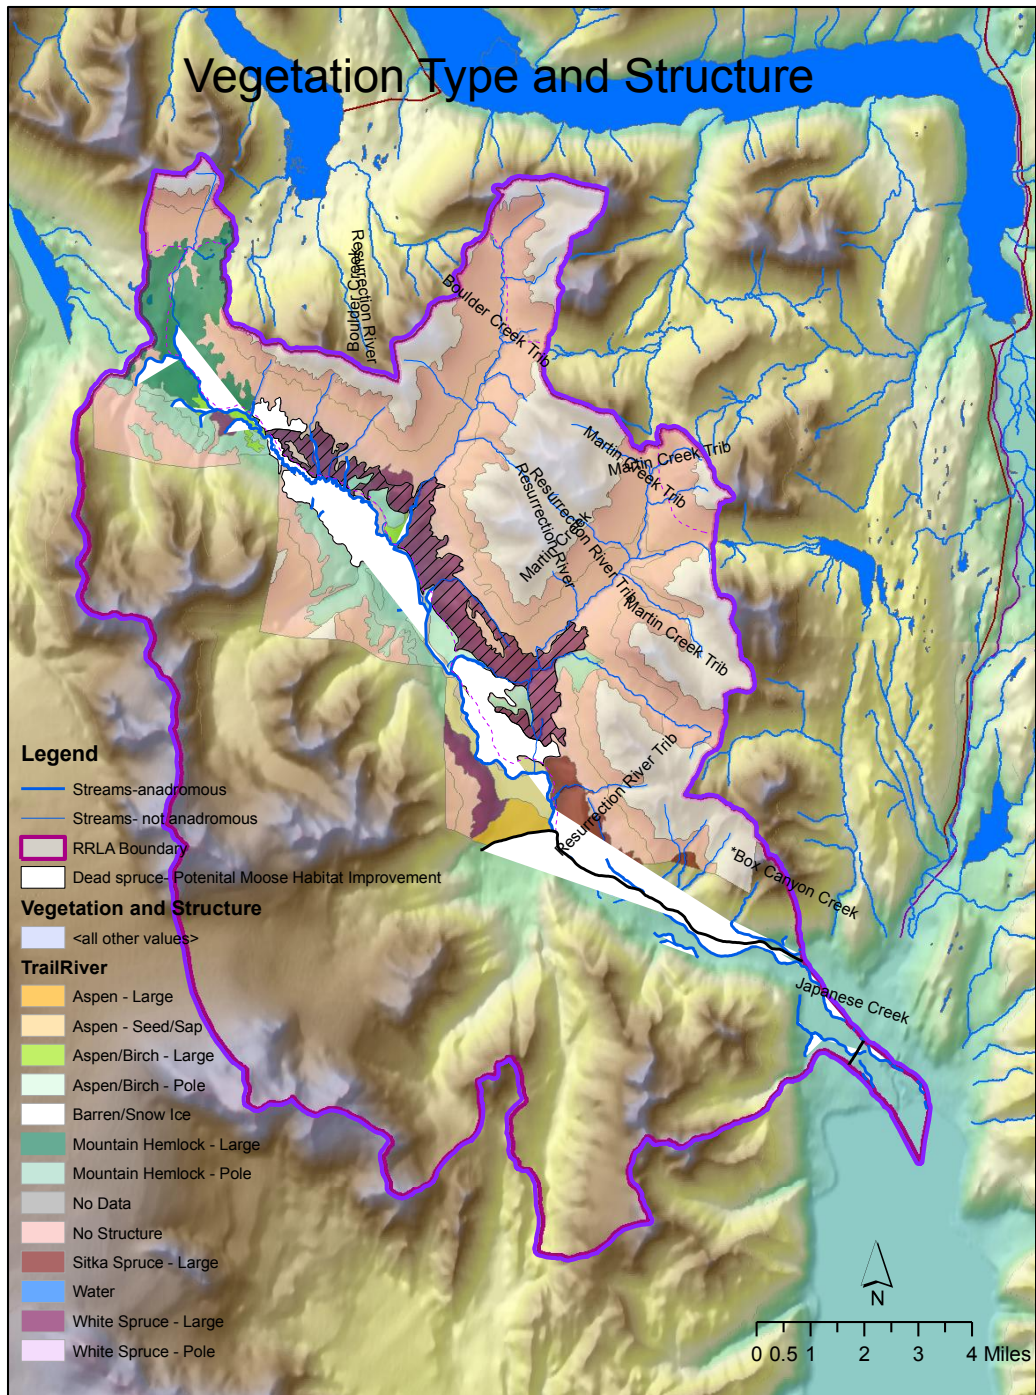 Vegetation Type and Structure
Resurrection River
Boulder Creek
Boulder Creek Trib
Martin Creek Trib
Martin Creek Trib
Resurrection River Trib
Resurrection River
Martin Creek
Martin Creek Trib
Resurrection River Trib
*Box Canyon Creek
Japanese Creek
Legend
Streams-anadromous
Streams- not anadromous
RRLA Boundary
Dead spruce- Potenital Moose Habitat Improvement
Vegetation and Structure
<all other values>
TrailRiver
Aspen - Large
Aspen - Seed/Sap
Aspen/Birch - Large
Aspen/Birch - Pole
Barren/Snow Ice
Mountain Hemlock - Large
Mountain Hemlock - Pole
No Data
No Structure
Sitka Spruce - Large
Water
White Spruce - Large
White Spruce - Pole
N
0 0.5 1 2 3 4 Miles